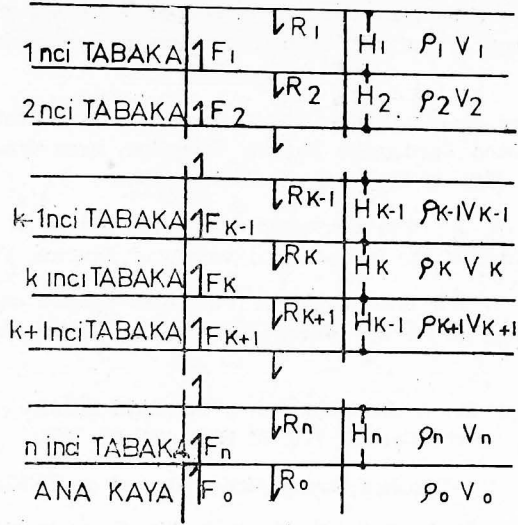 R1
1nci TABAKA F1 H1 ρ1 V1
R2
2nci TABAKA F2 H2 ρ2 V2
RK-1
k-1nci TABAKA FK-1 HK-1 ρK-1 VK-1
RK
k inci TABAKA FK HK ρK VK
RK+1
k+1inci TABAKA FK+1 HK-1 ρK+1 VK+1
Rn
n inci TABAKA Fn Hn ρn Vn
R0
ANA KAYA F0 ρ0 V0